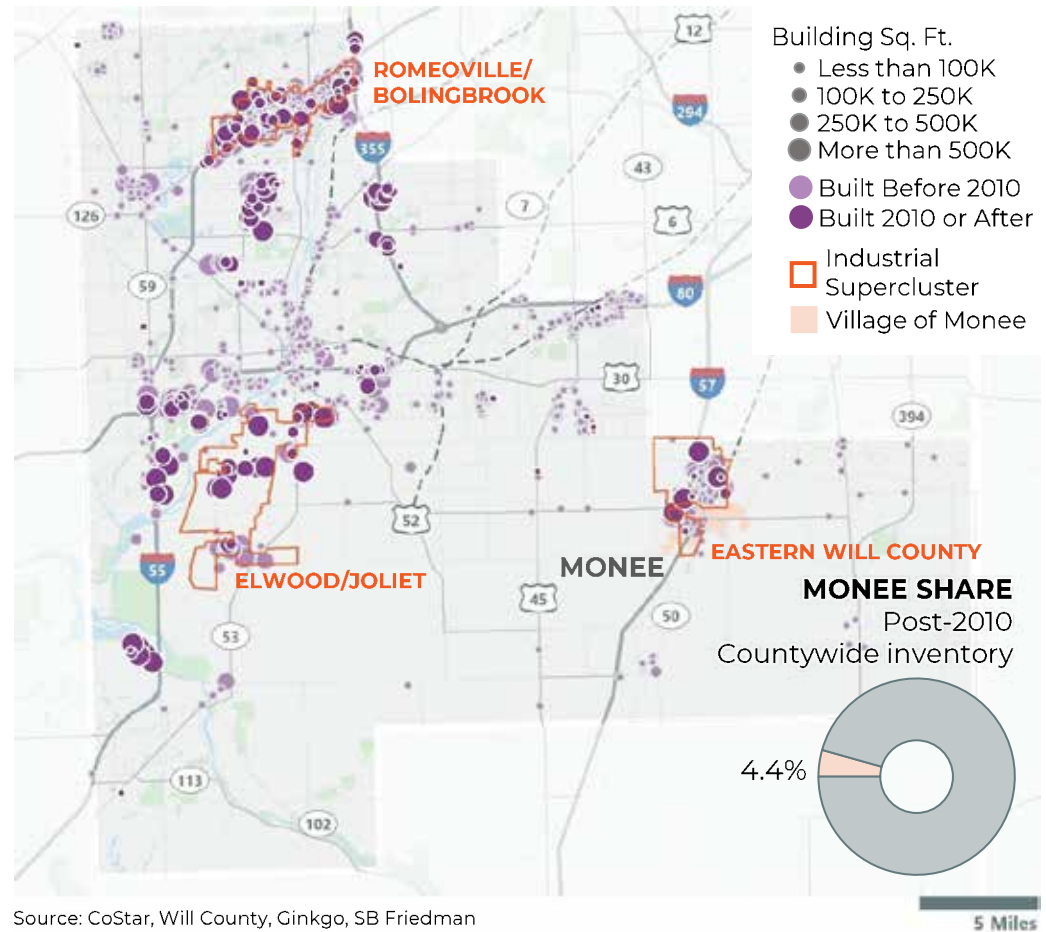 12
ROMEOVILLE/
BOLINGBROOK
294
355
43
126
7
6
59
80
30
57
394
52
55
MONEE
EASTERN WILL COUNTY
ELWOOD/JOLIET
45
50
53
113
102
Building Sq. Ft.
Less than 100K
100K to 250K
250K to 500K
More than 500K
Built Before 2010
Built 2010 or After
Industrial
Supercluster
Village of Monee
MONEE SHARE
Post-2010
Countywide inventory
4.4%
5 Miles
Source: CoStar, Will County, Ginkgo, SB Friedman